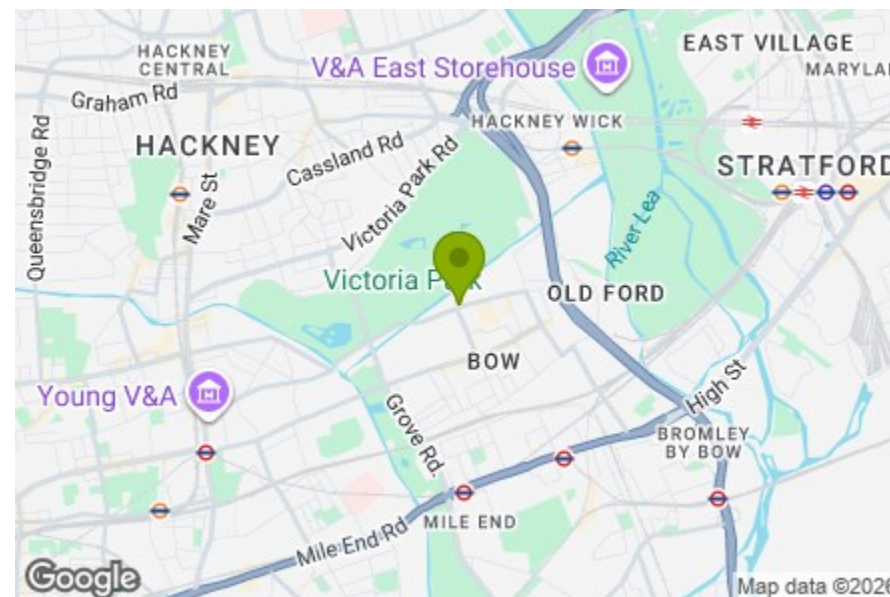 HACKNEY
CENTRAL
EAST VILLAGE
V&A East Storehouse
MARYLA
Graham Rd
HACKNEY WICK
HACKNEY
Cassland Rd
Victoria Park Rd
STRATFORD
Queensbridge Rd
Mare St
River Lea
Victoria P k
OLD FORD
BOW
Young V&A
High St
Grove Rd.
BROMLEY
BY BOW
MILE END
Mile End Rd
Google
Map data ©2026